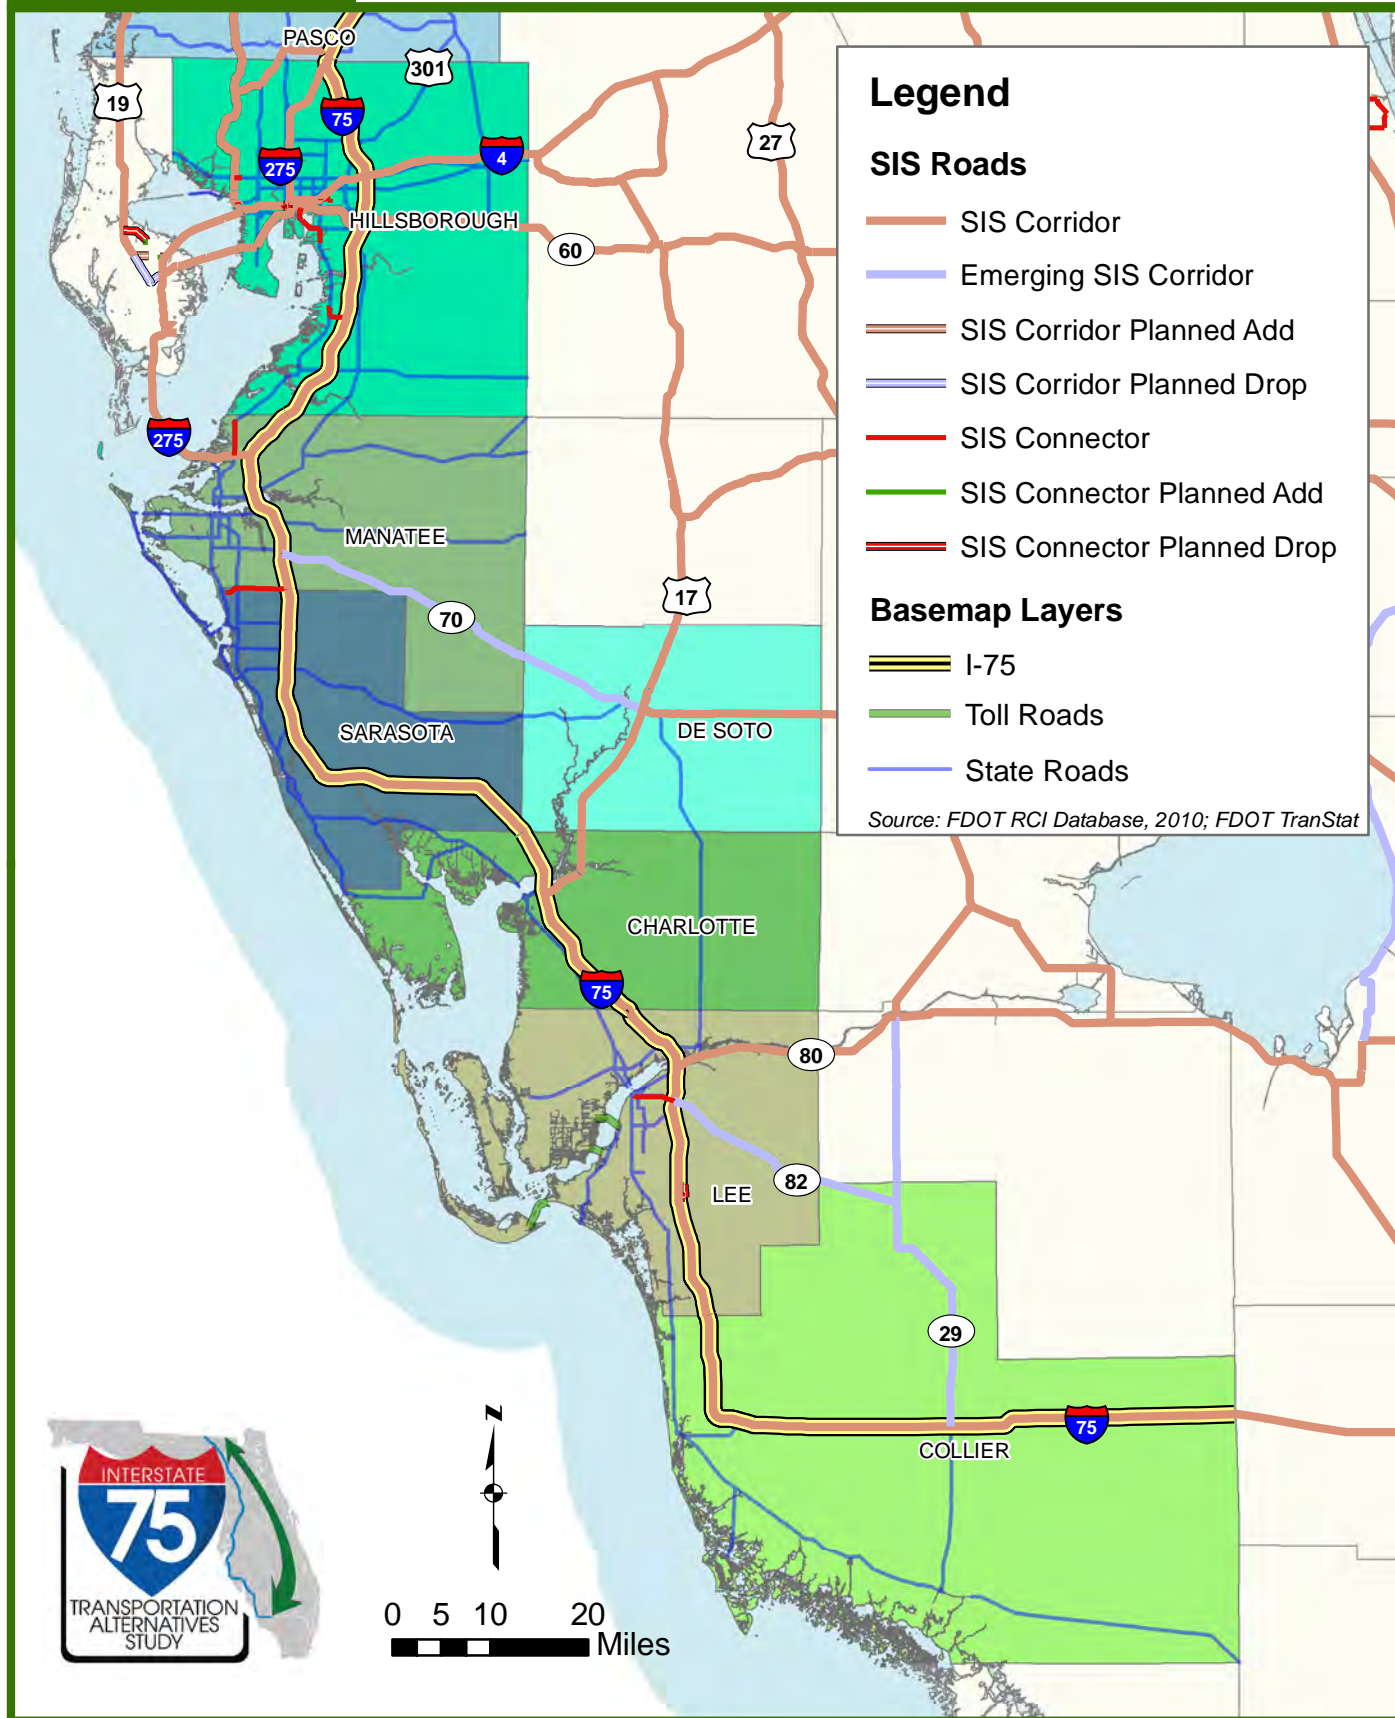 PASCO
301
19
75
27
275
4
HILLSBOROUGH
60
275
MANATEE
17
70
SARASOTA
DE SOTO
CHARLOTTE
75
80
82
LEE
29
75
COLLIER
Legend
SIS Roads
SIS Corridor
Emerging SIS Corridor
SIS Corridor Planned Add
SIS Corridor Planned Drop
SIS Connector
SIS Connector Planned Add
SIS Connector Planned Drop
Basemap Layers
I-75
Toll Roads
State Roads
Source: FDOT RCI Database, 2010; FDOT TranStat
INTERSTATE
75
TRANSPORTATION
ALTERNATIVES
STUDY
N
0 5 10 20
Miles